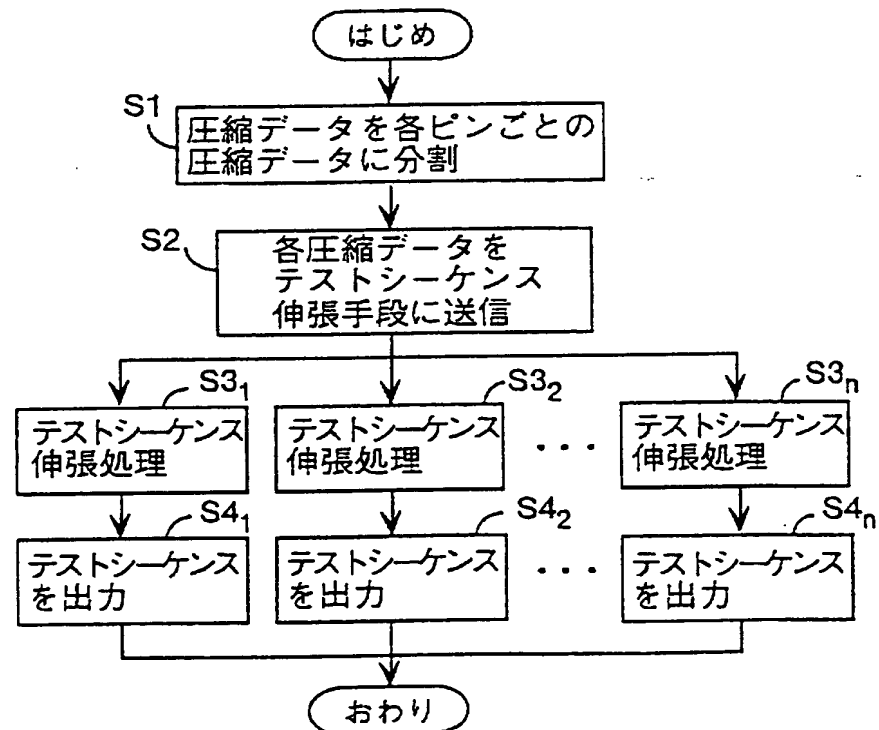 はじめ
S1
圧縮データを各ピンごとの
圧縮データに分割
S2
各圧縮データを
テストシーケンス
伸張手段に送信
S3₁
テストシーケンス
伸張処理
S3₂
テストシーケンス
伸張処理
...
S3ₙ
テストシーケンス
伸張処理
S4₁
テストシーケンス
を出力
S4₂
テストシーケンス
を出力
...
S4ₙ
テストシーケンス
を出力
おわり